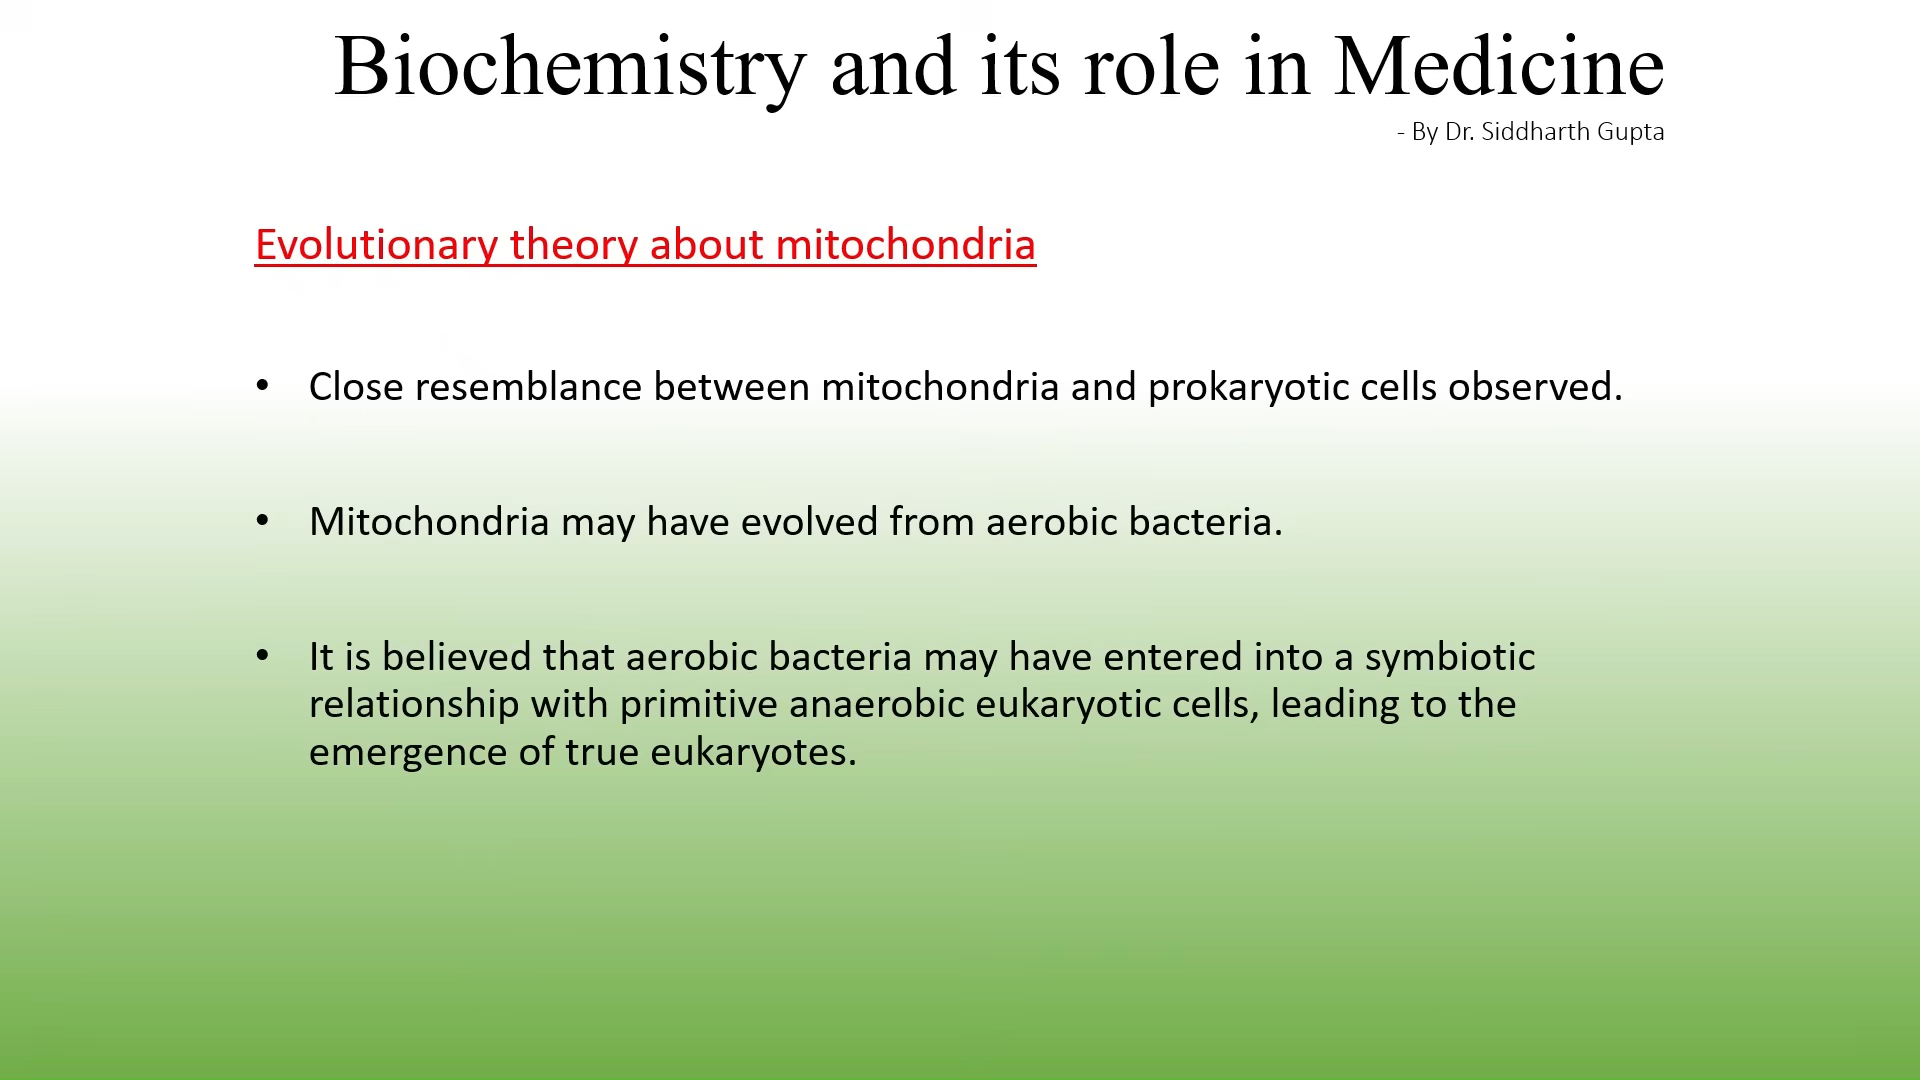 Biochemistry and its role in Medicine
- By Dr. Siddharth Gupta
Evolutionary theory about mitochondria
• Close resemblance between mitochondria and prokaryotic cells observed.
• Mitochondria may have evolved from aerobic bacteria.
• It is believed that aerobic bacteria may have entered into a symbiotic
relationship with primitive anaerobic eukaryotic cells, leading to the
emergence of true eukaryotes.